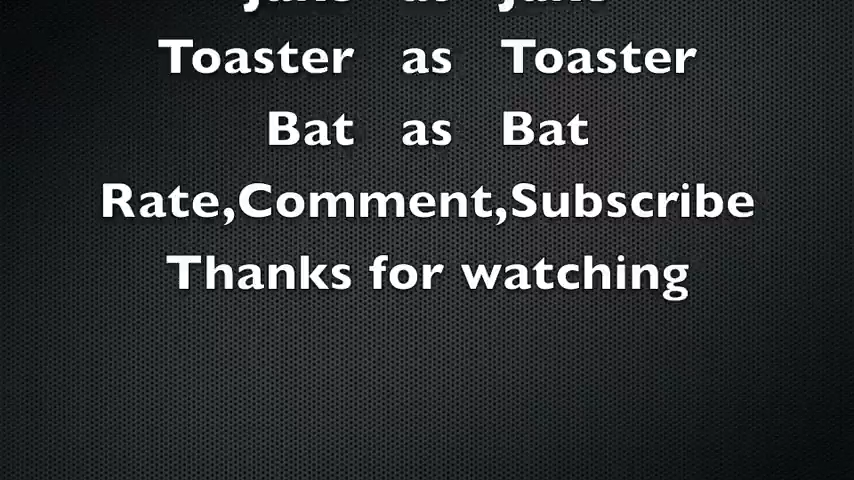 Toaster as Toaster
Bat as Bat
Rate,Comment,Subscribe
Thanks for watching